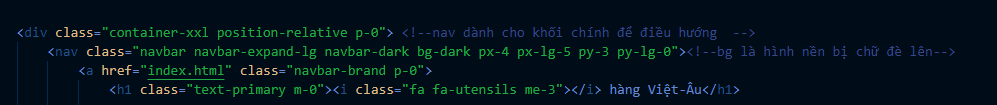 <div class="container-xxl position-relative p-0"> <!--nav dành cho khối chính để điều hướng  -->
<nav class="navbar navbar-expand-lg navbar-dark bg-dark px-4 px-lg-5 py-3 py-lg-0"><!--bg là hình nền bị chữ đè lên-->
<a href="index.html" class="navbar-brand p-0">
<h1 class="text-primary m-0"><i class="fa fa-utensils me-3"></i> hàng Việt-Âu</h1>